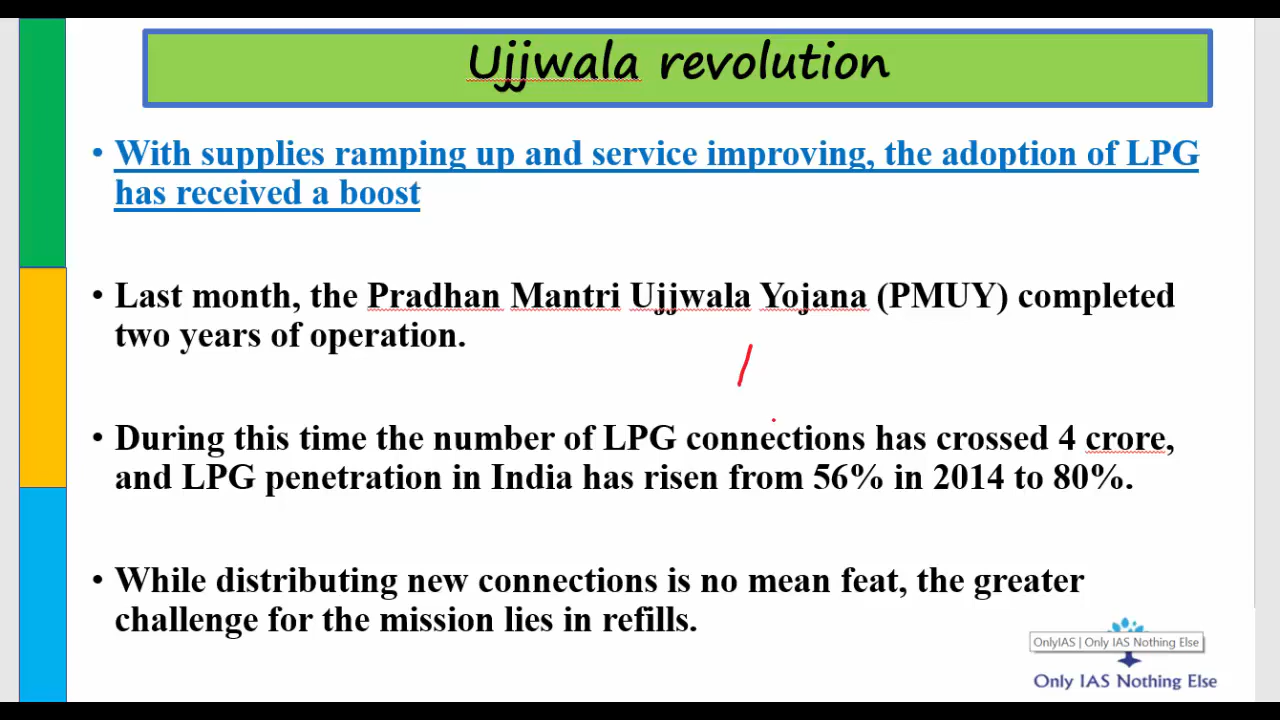 Ujjwala revolution
• With supplies ramping up and service improving, the adoption of LPG
has received a boost
• Last month, the Pradhan Mantri Ujjwala Yojana (PMUY) completed
two years of operation.
• During this time the number of LPG connections has crossed 4 crore,
and LPG penetration in India has risen from 56% in 2014 to 80%.
• While distributing new connections is no mean feat, the greater
challenge for the mission lies in refills.
OnlyIAS | Only IAS Nothing Else
Only IAS Nothing Else